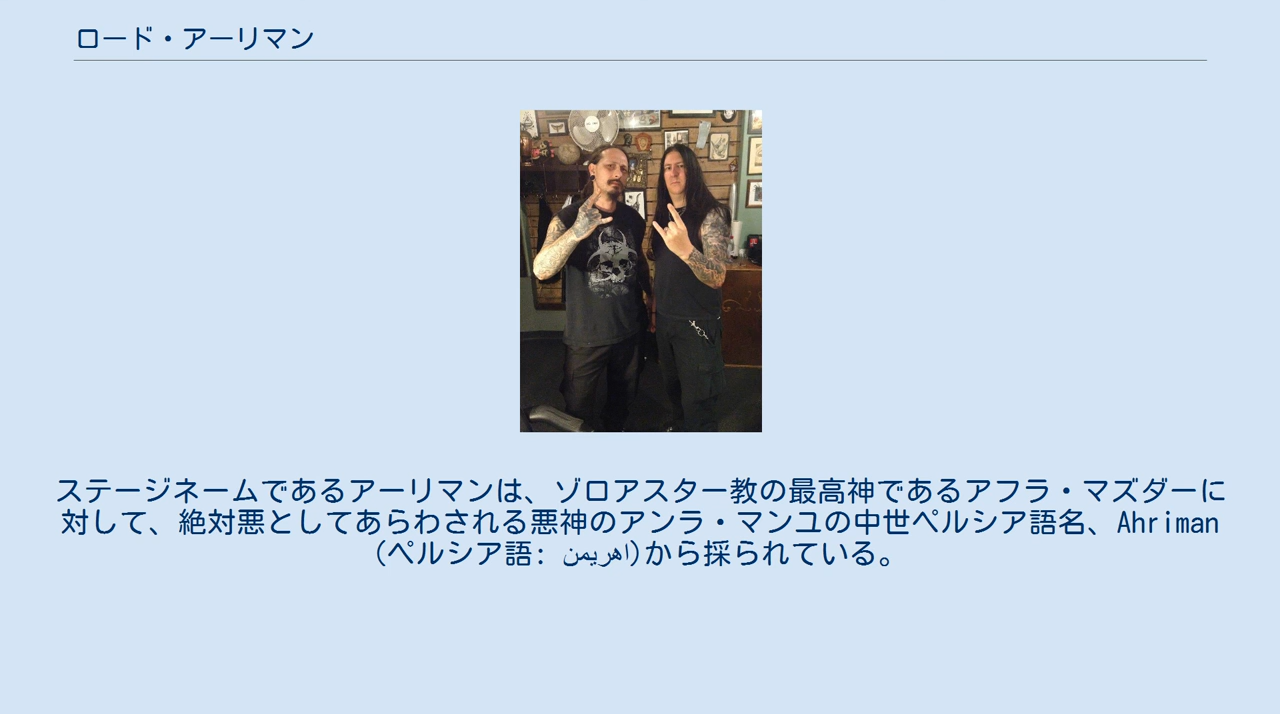 ロード・アーリマン
ステージネームであるアーリマンは、ゾロアスター教の最高神であるアフラ・マズダーに
対して、絶対悪としてあらわされる悪神のアンラ・マンユの中世ペルシア語名、Ahriman
(ペルシア語: اهریمن)から採られている。